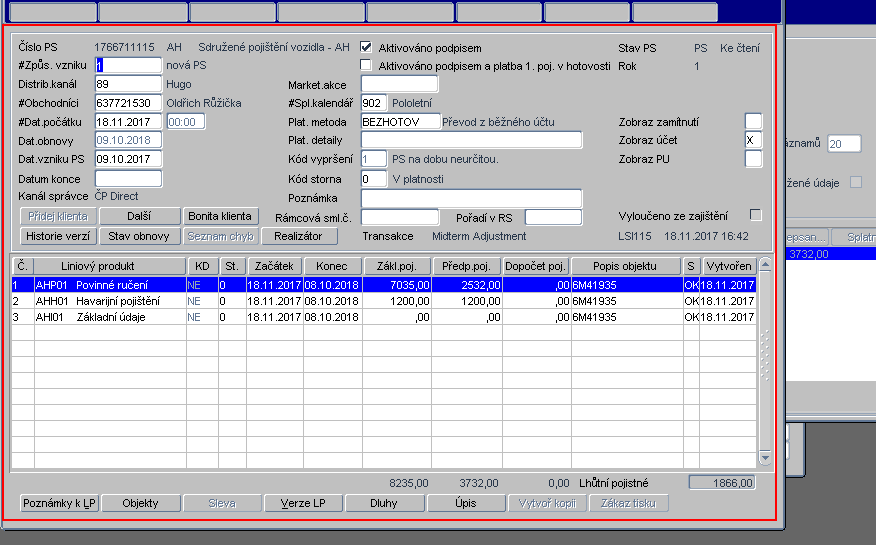 Číslo PS 1766711115 AH Sdružené pojištění vozidla - AH Aktivováno podpisem Stav PS PS Ke čtení
#Způs. vzniku 1 nová PS Aktivováno podpisem a platba 1. poj. v hotovosti Rok 1
Distrib.kanál 89 Hugo Market.akce
#Obchodníci 637721530 Oldřich Růžička #Spl.kalendář 902 Pololetní
#Dat.počátku 18.11.2017 00:00 Plat. metoda BEZHOTOV Převod z běžného účtu Zobraz zamítnutí
Dat.obnovy 09.10.2018 Plat. detaily Zobraz účet X
Dat.vzniku PS 09.10.2017 Kód vypršení 1 PS na dobu neurčitou. Zobraz PU
Datum konce Kód storna 0 V platnosti
Kanál správce ČP Direct Poznámka
Přidej klienta Další Bonita klienta Rámcová sml.č. Pořadí v RS Vyloučeno ze zajištění
Historie verzí Stav obnovy Seznam chyb Realizátor Transakce Midterm Adjustment LSI115 18.11.2017 16:42
Č. Liniový produkt KD St. Začátek Konec Zákl.poj. Předp.poj. Dopočet poj. Popis objektu S Vytvořen
1 AHP01 Povinné ručení NE 0 18.11.2017 08.10.2018 7035,00 2532,00 ,00 6M41935 OK 18.11.2017
2 AHH01 Havarijní pojištění NE 0 18.11.2017 08.10.2018 1200,00 1200,00 ,00 6M41935 OK 18.11.2017
3 AHI01 Základní údaje NE 0 18.11.2017 08.10.2018 ,00 ,00 ,00 6M41935 OK 18.11.2017
8235,00 3732,00 0,00 Lhůtní pojistné 1866,00
Poznámky k LP Objekty Sleva Verze LP Dluhy Úpis Vytvoř kopii Zákaz tisku
áznamů 20
žené údaje
epsan... Splatn
3732,00